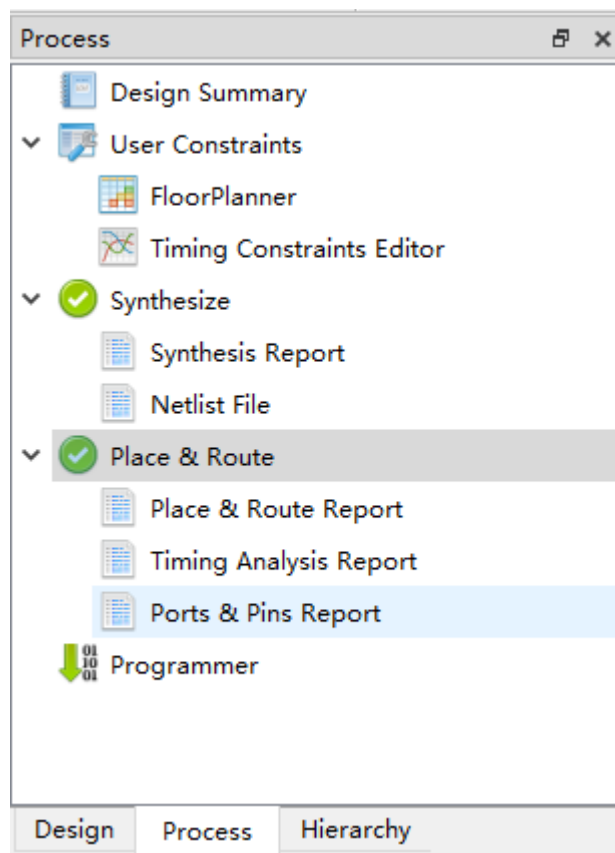 Process
Design Summary
User Constraints
FloorPlanner
Timing Constraints Editor
Synthesize
Synthesis Report
Netlist File
Place & Route
Place & Route Report
Timing Analysis Report
Ports & Pins Report
Programmer
Design Process Hierarchy